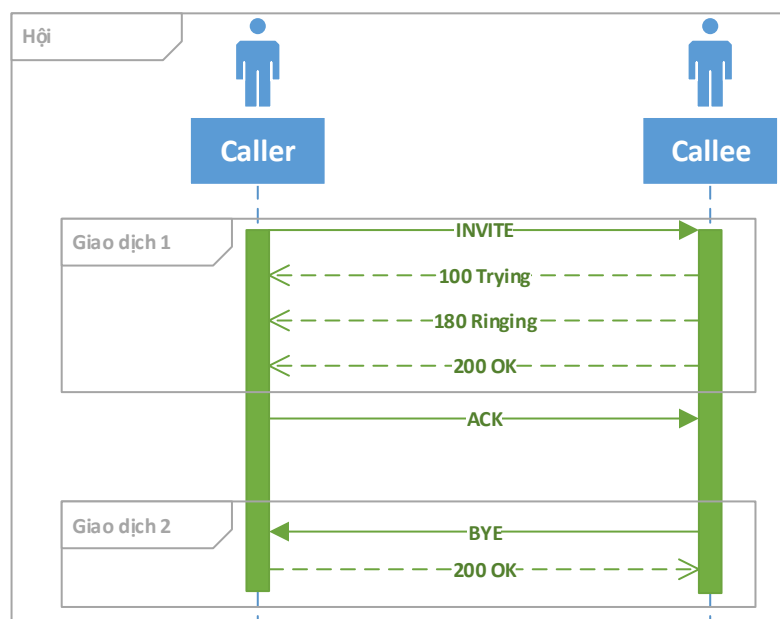 Hội
Caller
Callee
Giao dịch 1
INVITE
100 Trying
180 Ringing
200 OK
ACK
Giao dịch 2
BYE
200 OK